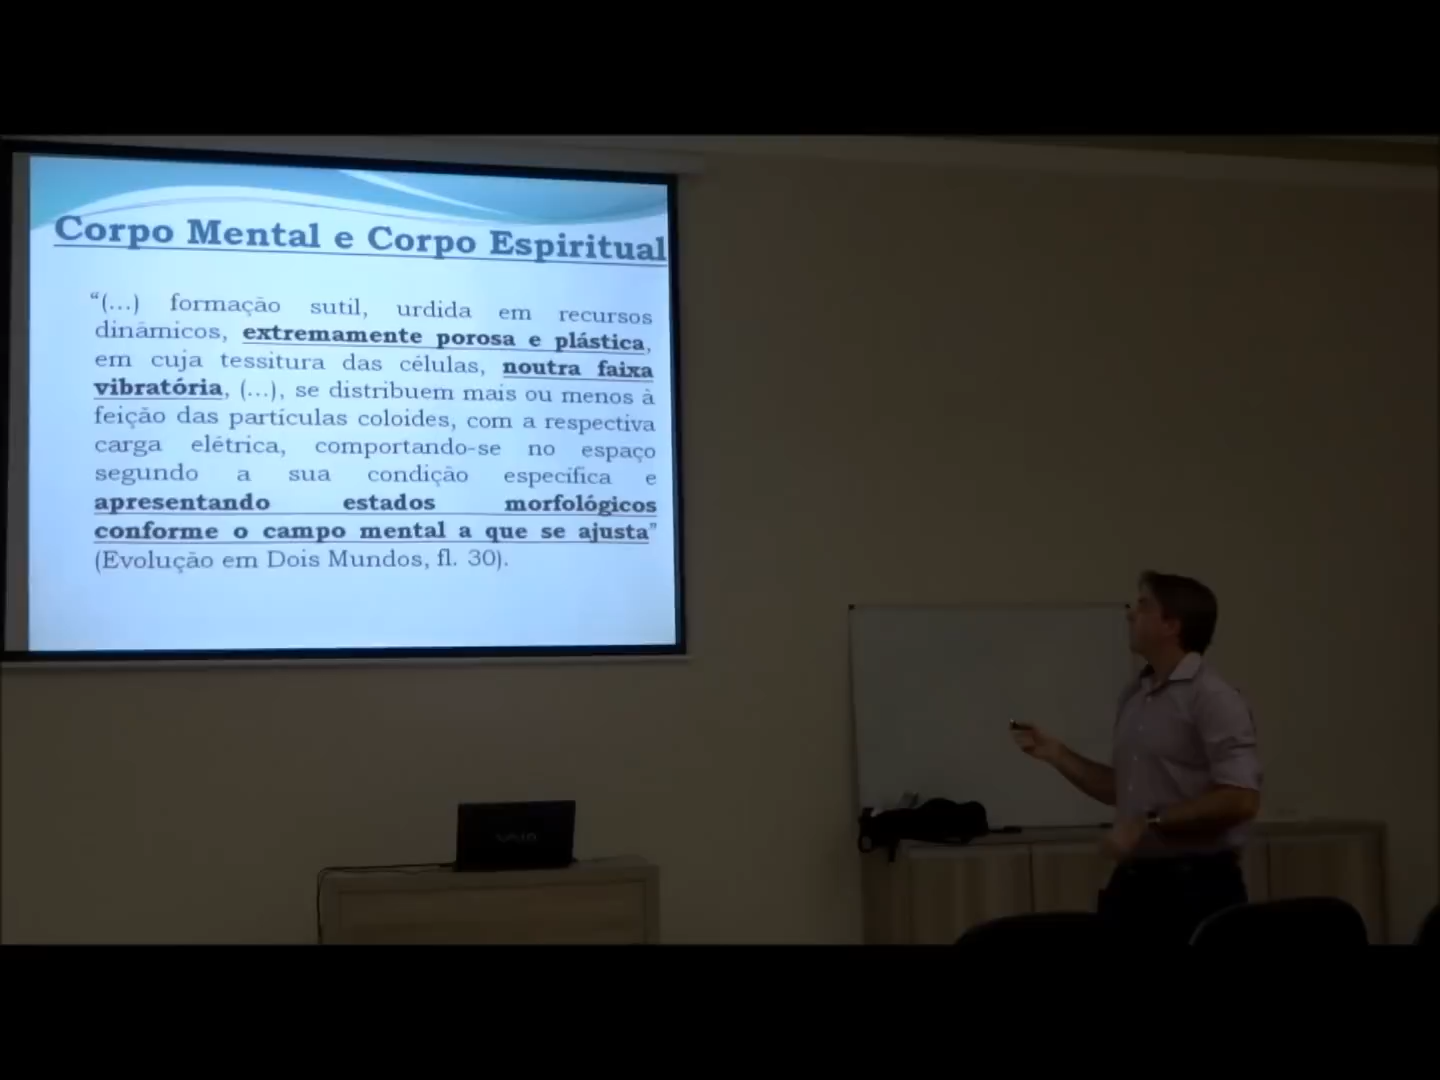 Corpo Mental e Corpo Espiritual
“(...) formação sutil, urdida em recursos
dinâmicos, extremamente porosa e plástica,
em cuja tessitura das células, noutra faixa
vibratória, (...), se distribuem mais ou menos à
feição das partículas coloides, com a respectiva
carga elétrica, comportando-se no espaço
segundo a sua condição específica e
apresentando estados morfológicos
conforme o campo mental a que se ajusta”
(Evolução em Dois Mundos, fl. 30).
VAIO